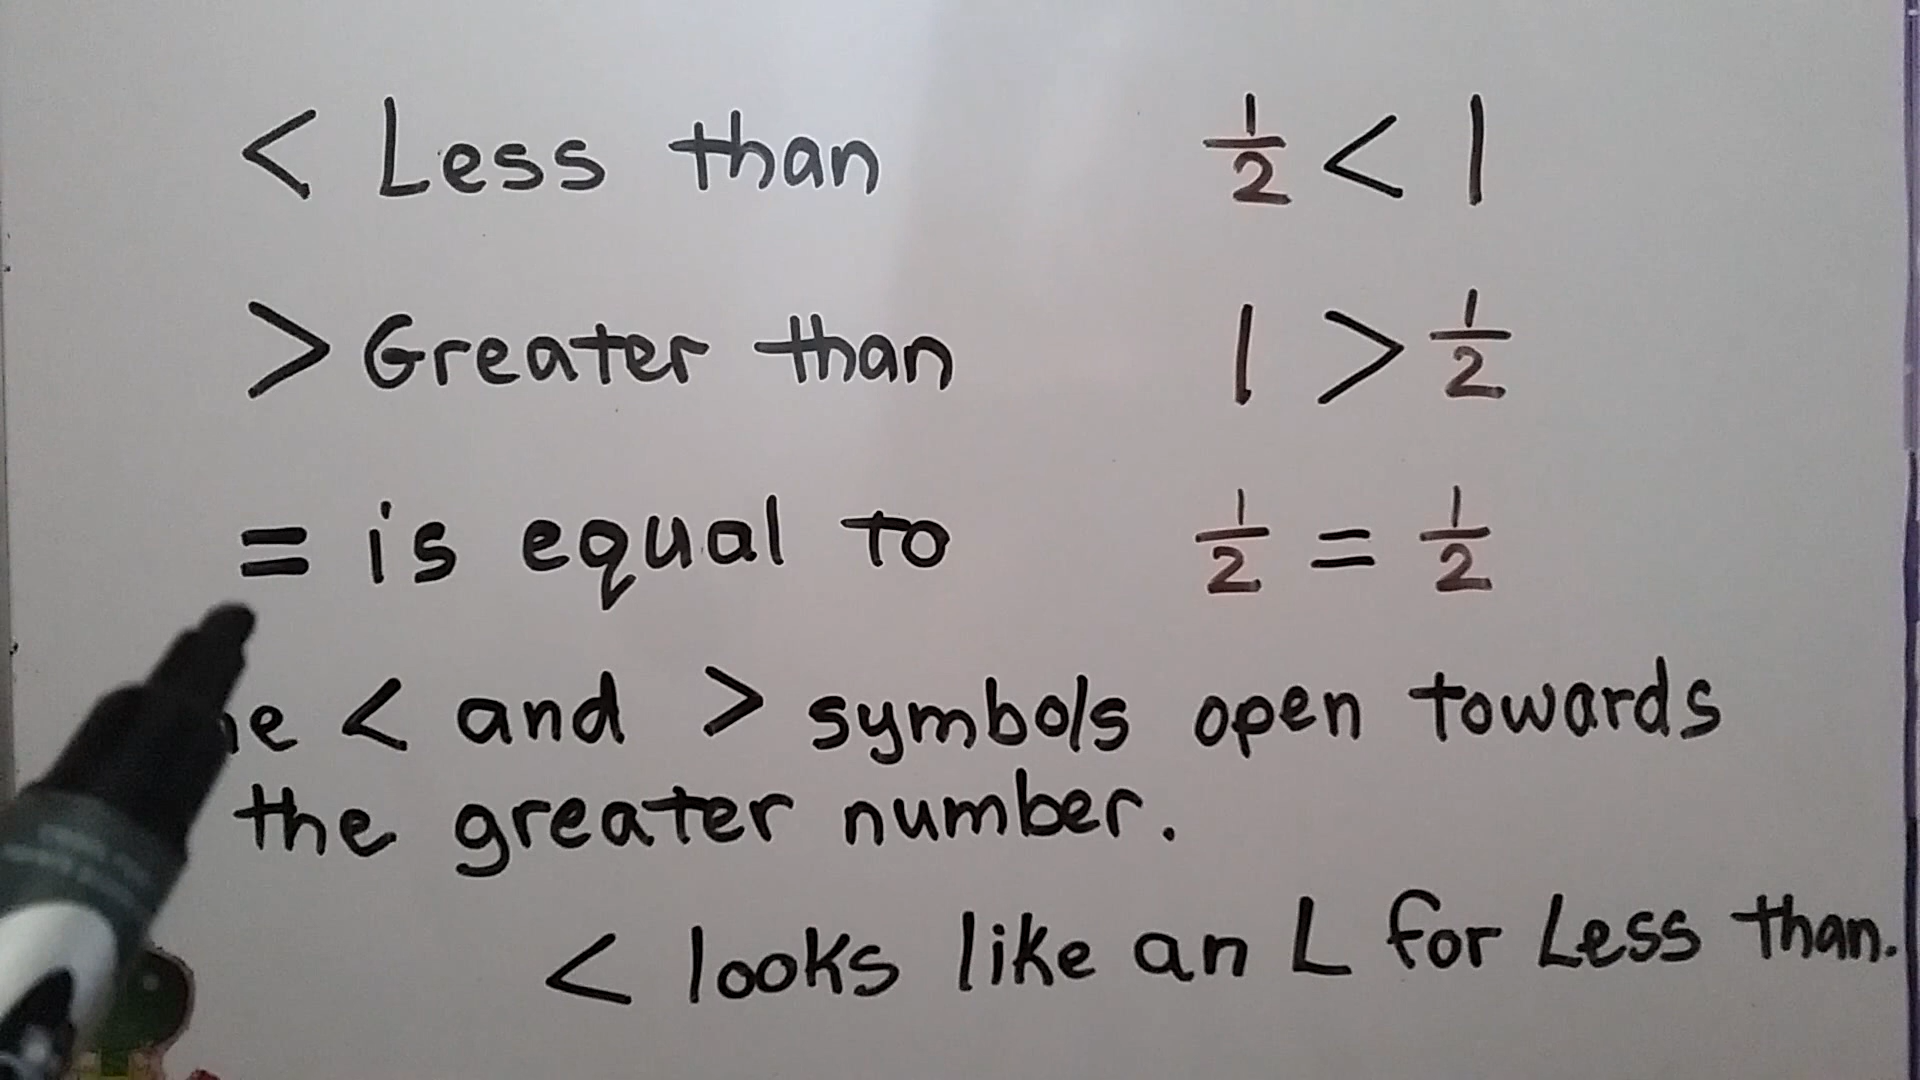 < Less than ½ < 1
> Greater than 1 > ½
= is equal to ½ = ½
< and > symbols open towards
the greater number.
< looks like an L for Less than.